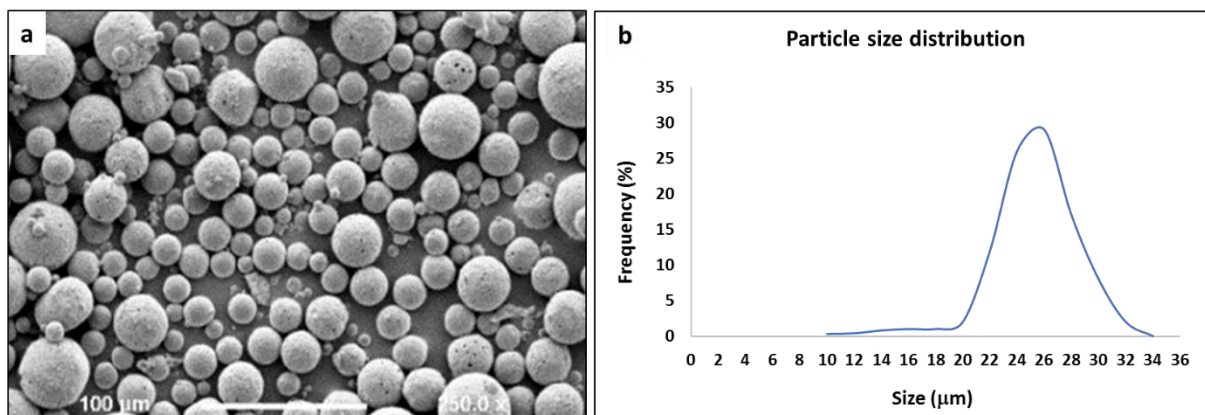 a
100 μm 250.0 x
b
Particle size distribution
Frequency (%)
35
30
25
20
15
10
5
0
0 2 4 6 8 10 12 14 16 18 20 22 24 26 28 30 32 34 36
Size (μm)